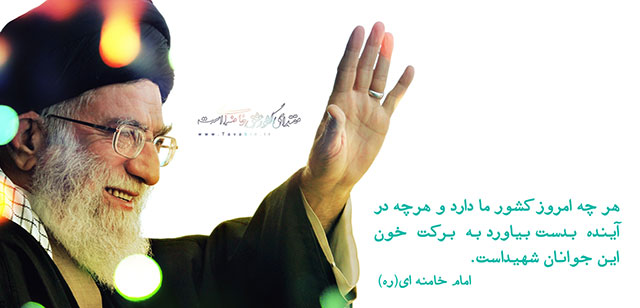 هر چه امروز کشور ما دارد و هرچه در
آینده بدست بیاورد به برکت خون
این جوانان شهیداست.
امام خامنه ای(ره)